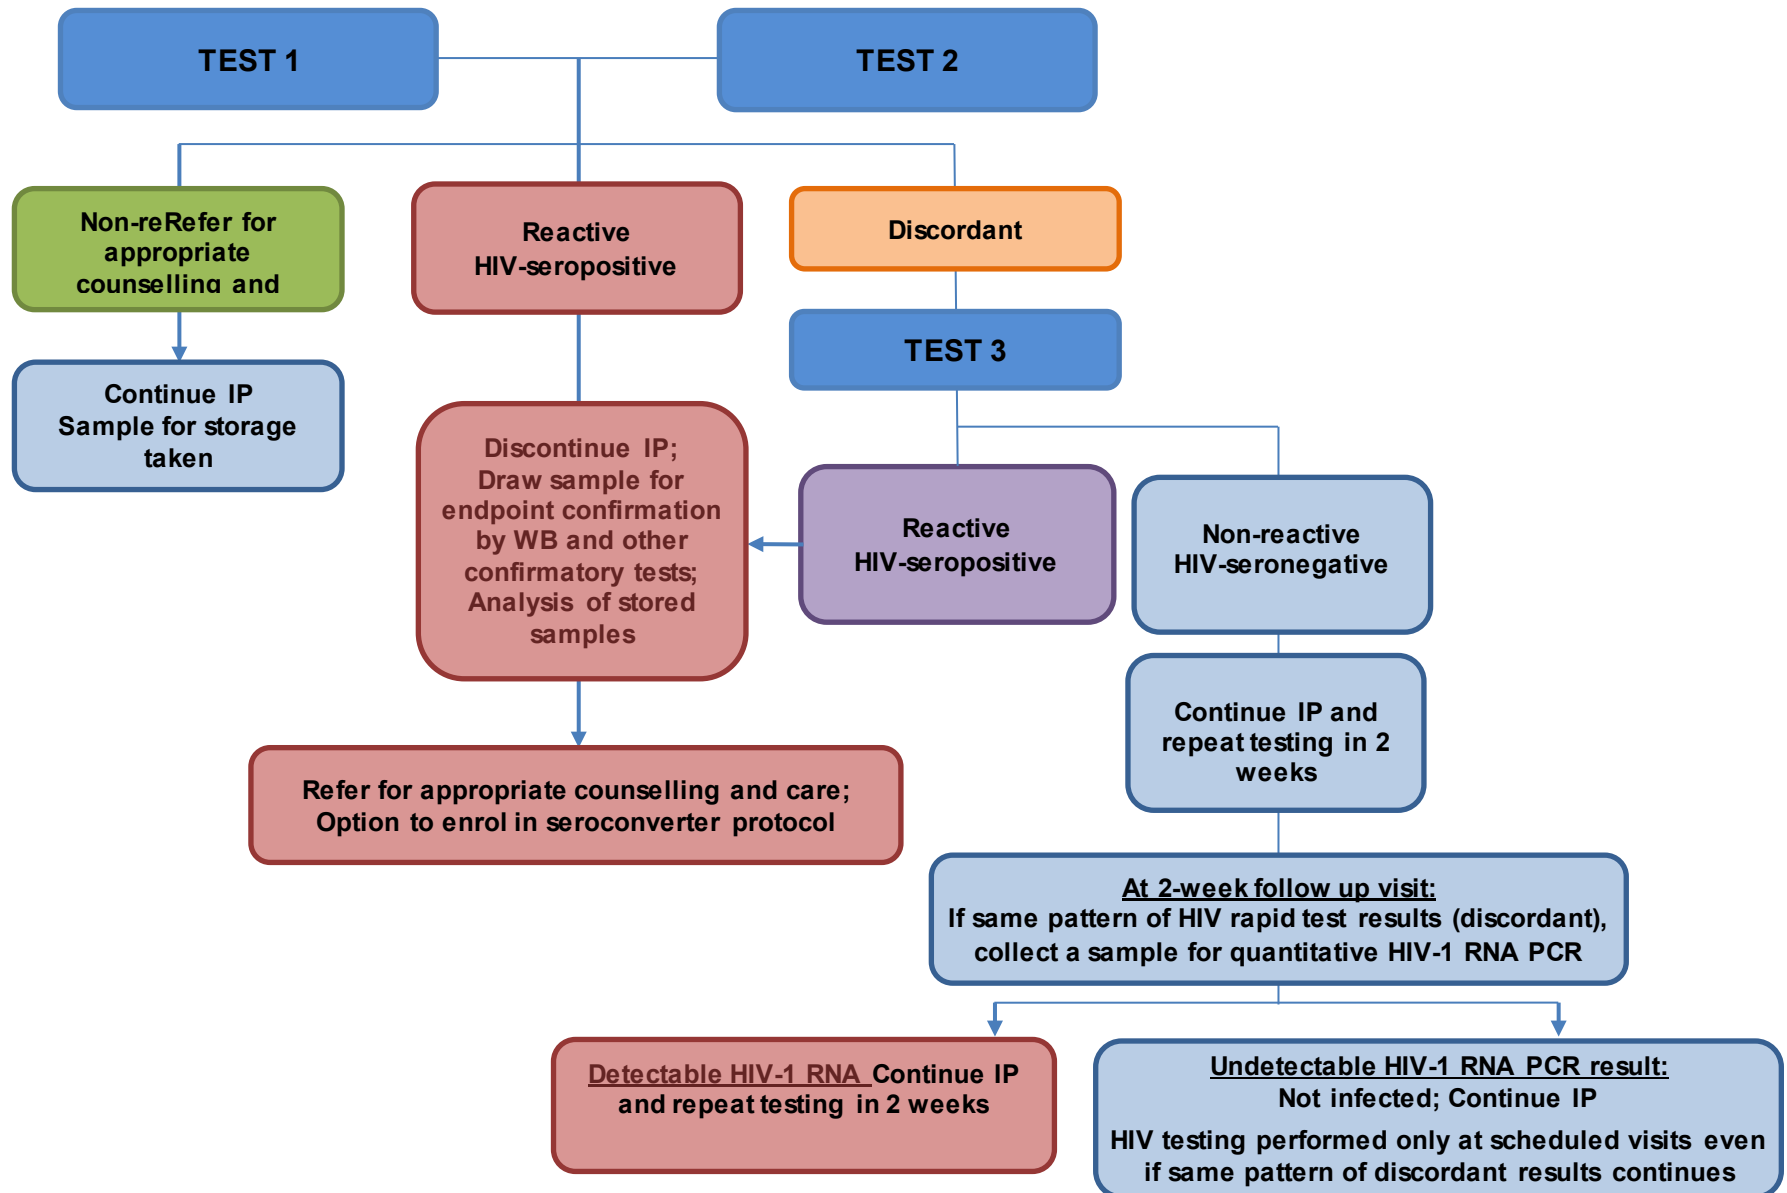 TEST 1
TEST 2
Non-reRefer for
appropriate
counselling and
Reactive
HIV-seropositive
Discordant
TEST 3
Continue IP
Sample for storage
taken
Discontinue IP;
Draw sample for
endpoint confirmation
by WB and other
confirmatory tests;
Analysis of stored
samples
Reactive
HIV-seropositive
Non-reactive
HIV-seronegative
Continue IP and
repeat testing in 2
weeks
Refer for appropriate counselling and care;
Option to enrol in seroconverter protocol
At 2-week follow up visit:
If same pattern of HIV rapid test results (discordant),
collect a sample for quantitative HIV-1 RNA PCR
Detectable HIV-1 RNA Continue IP
and repeat testing in 2 weeks
Undetectable HIV-1 RNA PCR result:
Not infected; Continue IP
HIV testing performed only at scheduled visits even
if same pattern of discordant results continues